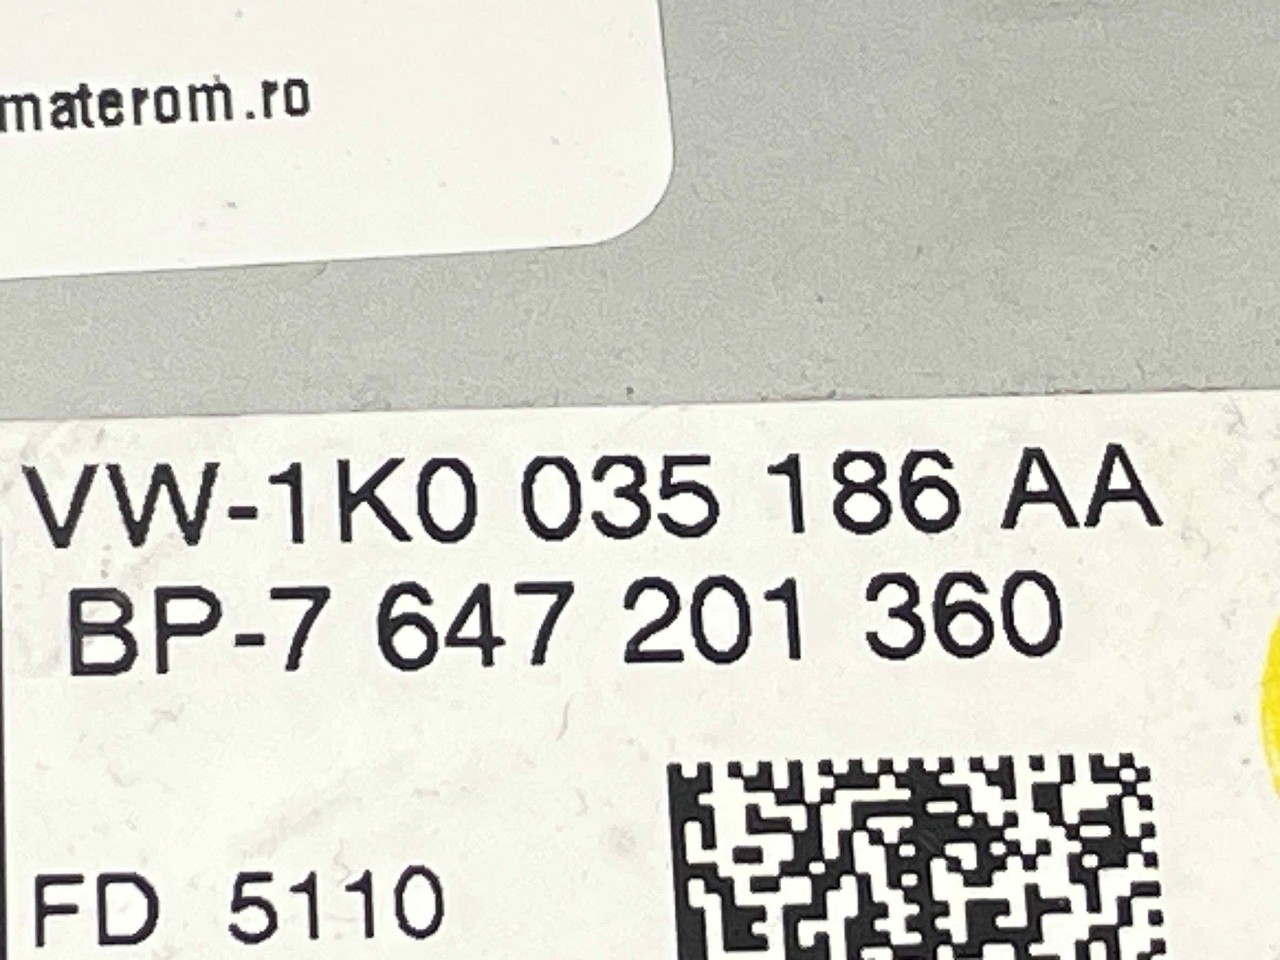 materom.ro
VW-1K0 035 186 AA
BP-7 647 201 360
FD 5110